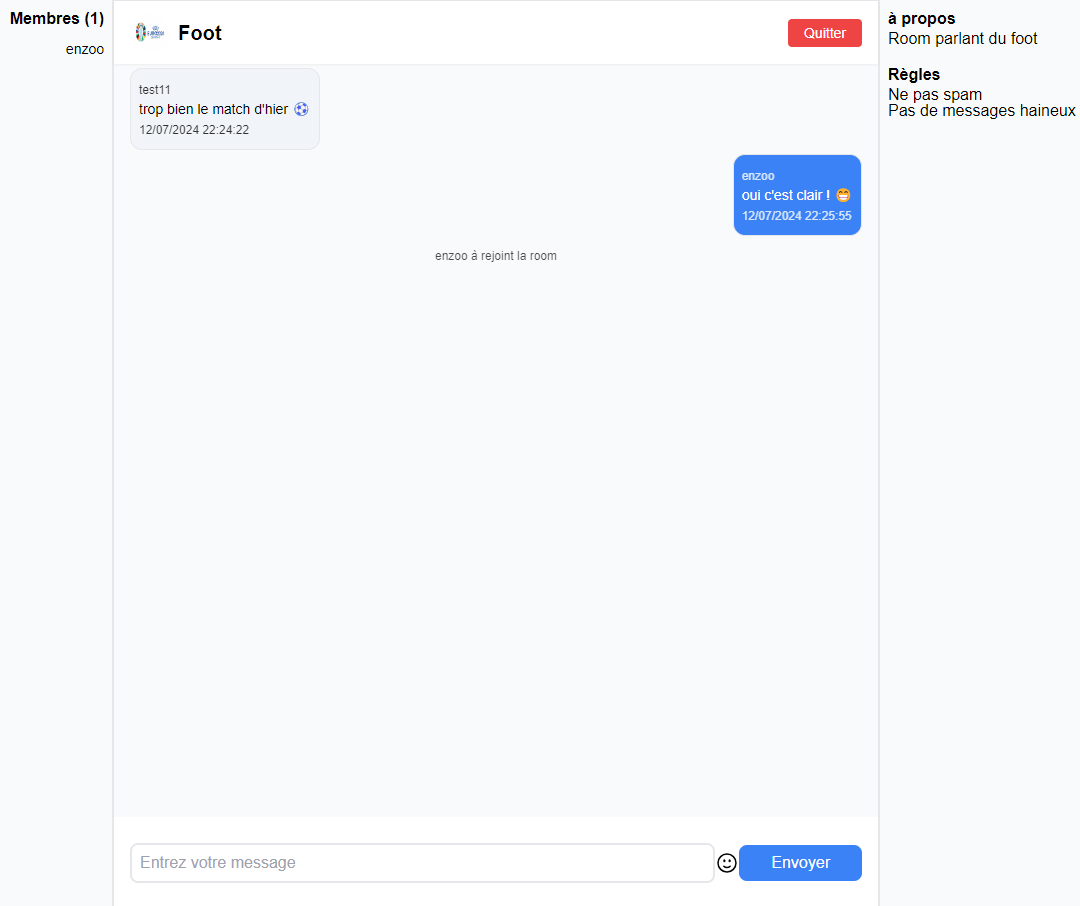 Membres (1)
enzoo
Foot
Quitter
test11
trop bien le match d'hier ⚽
12/07/2024 22:24:22
enzoo
oui c'est clair ! 😁
12/07/2024 22:25:55
enzoo à rejoint la room
Entrez votre message
Envoyer
à propos
Room parlant du foot
Règles
Ne pas spam
Pas de messages haineux